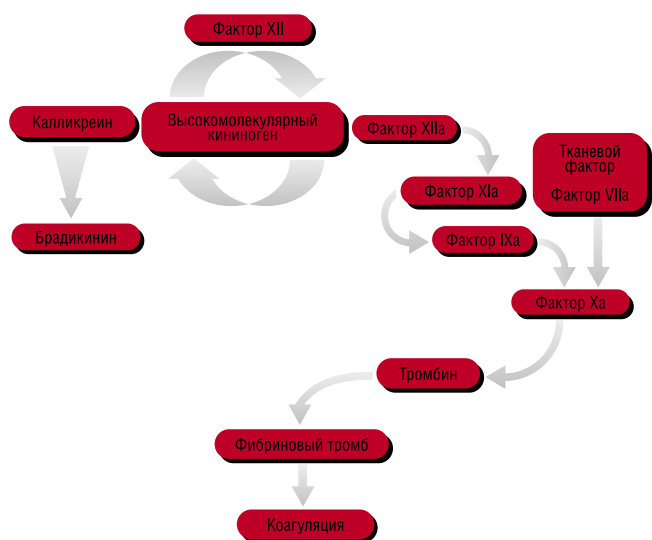 Фактор XII
Калликреин
Высокомолекулярный
кининоген
Фактор XIIa
Тканевой
фактор
Фактор VIIa
Фактор XIa
Брадикинин
Фактор IXa
Фактор Xa
Тромбин
Фибриновый тромб
Коагуляция